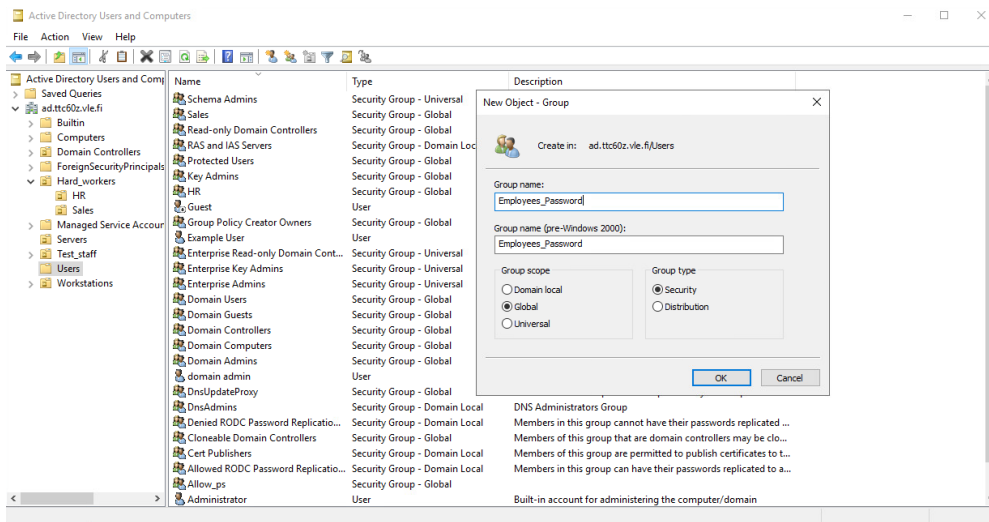 Active Directory Users and Computers
File Action View Help
Active Directory Users and Comp
Saved Queries
ad.ttc60z.vle.fi
Builtin
Computers
Domain Controllers
ForeignSecurityPrincipals
Hard_workers
HR
Sales
Managed Service Accour
Servers
Test_staff
Users
Workstations
Name Type Description
Schema Admins Security Group - Universal
Sales Security Group - Global
Read-only Domain Controllers Security Group - Global
RAS and IAS Servers Security Group - Domain Loc
Protected Users Security Group - Global
Key Admins Security Group - Global
HR Security Group - Global
Guest User
Group Policy Creator Owners Security Group - Global
Example User User
Enterprise Read-only Domain Cont... Security Group - Universal
Enterprise Key Admins Security Group - Universal
Enterprise Admins Security Group - Universal
Domain Users Security Group - Global
Domain Guests Security Group - Global
Domain Controllers Security Group - Global
Domain Computers Security Group - Global
Domain Admins Security Group - Global
domain admin User
DnsUpdateProxy Security Group - Global
DnsAdmins Security Group - Domain Local DNS Administrators Group
Denied RODC Password Replicatio... Security Group - Domain Local Members in this group cannot have their passwords replicated ...
Cloneable Domain Controllers Security Group - Global Members of this group that are domain controllers may be clo...
Cert Publishers Security Group - Domain Local Members of this group are permitted to publish certificates to t...
Allowed RODC Password Replicatio... Security Group - Domain Local Members in this group can have their passwords replicated to a...
Allow_ps Security Group - Global
Administrator User Built-in account for administering the computer/domain
New Object - Group
Create in: ad.ttc60z.vle.fi/Users
Group name:
Employees_Password
Group name (pre-Windows 2000):
Employees_Password
Group scope
Domain local
Global
Universal
Group type
Security
Distribution
OK Cancel